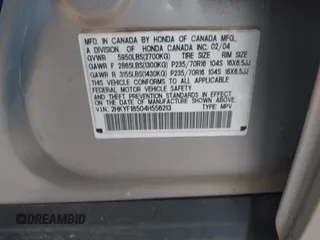 MFD. IN CANADA BY HONDA OF CANADA MFG.,
A DIVISION OF HONDA CANADA INC. 02/04
GVWR 5950LBS(2700KG) TIRE SIZE RIM SIZE
GAWR F 2865LBS(1300KG) P235/70R16 104S 16X6.5JJ
GAWR R 3155LBS(1430KG) P235/70R16 104S 16X6.5JJ
THIS VEHICLE CONFORMS TO ALL APPLICABLE
FEDERAL MOTOR VEHICLE SAFETY AND THEFT
PREVENTION STANDARDS IN EFFECT ON THE
DATE OF MANUFACTURE SHOWN ABOVE.
V.I.N. 2HKYF18504H556213 TYPE MPV
© DREAMBID